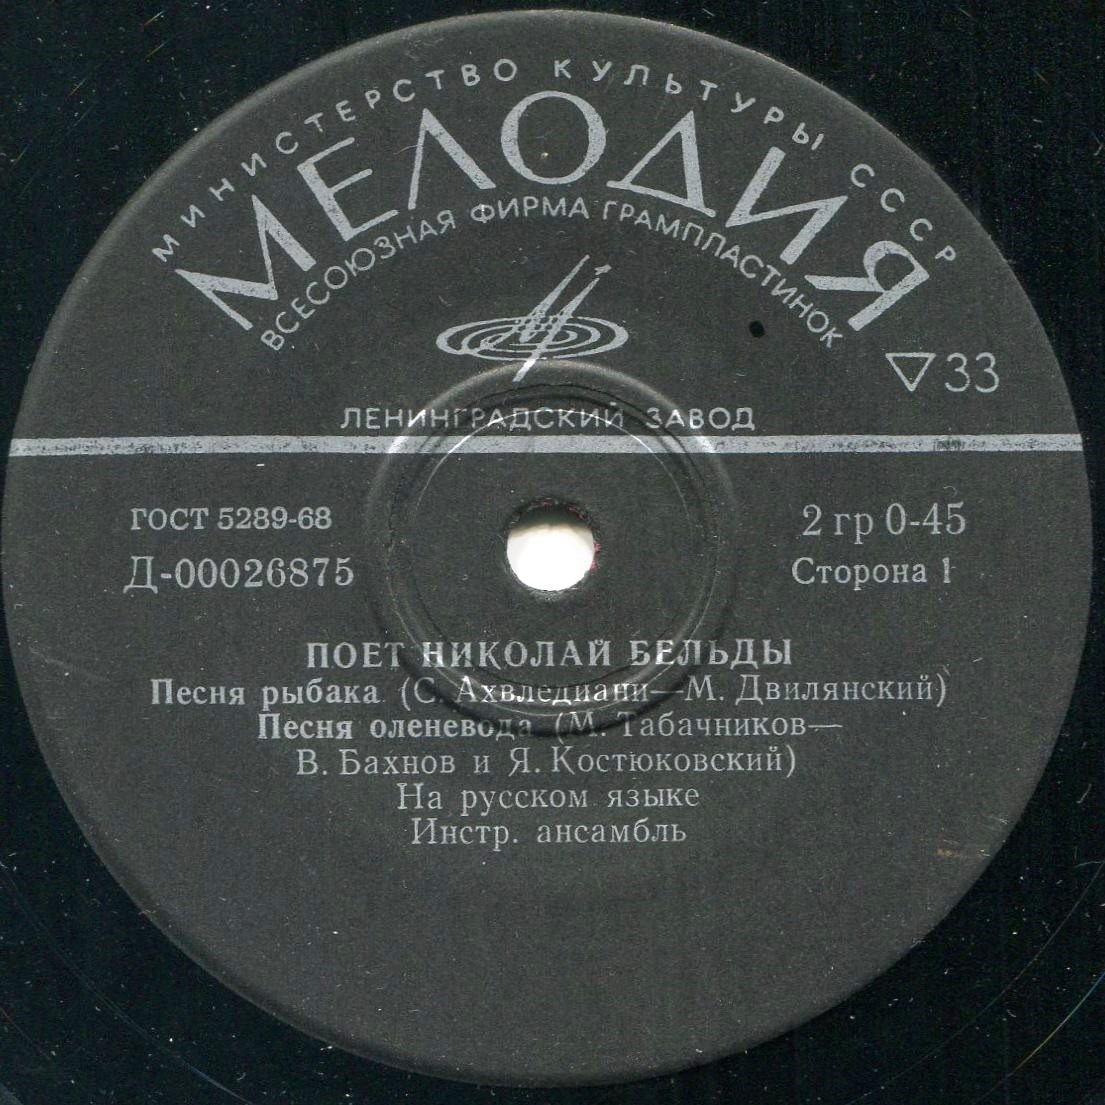 МИНИСТЕРСТВО КУЛЬТУРЫ СССР
МЕЛОДИЯ
ВСЕСОЮЗНАЯ ФИРМА ГРАМПЛАСТИНОК
▽33
ЛЕНИНГРАДСКИЙ ЗАВОД
ГОСТ 5289-68
2 гр 0-45
Д-00026875
Сторона 1
ПОЕТ НИКОЛАЙ БЕЛЬДЫ
Песня рыбака (С. Ахвледиани—М. Двилянский)
Песня оленевода (М. Табачников—
В. Бахнов и Я. Костюковский)
На русском языке
Инстр. ансамбль